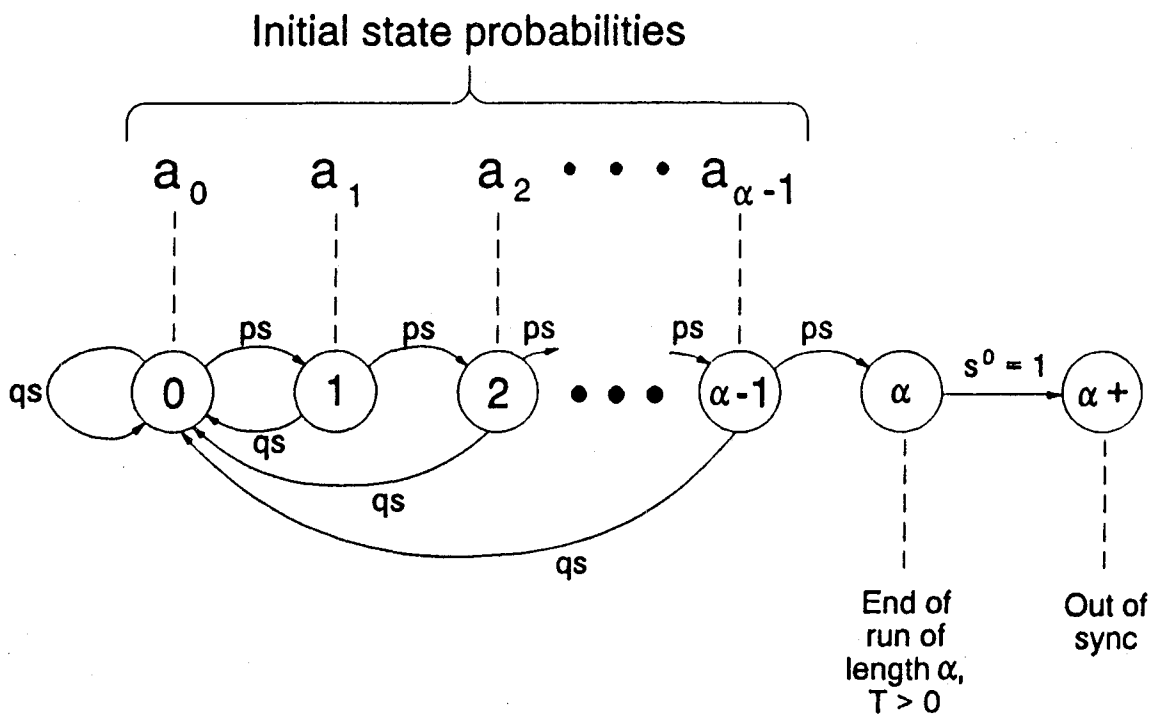 Initial state probabilities
a₀ a₁ a₂ • • • a_α-1
ps ps ps ps ps
qs 0 1 2 • • • α-1 α s⁰ = 1 α+
qs
qs
qs
End of
run of
length α,
T > 0
Out of
sync